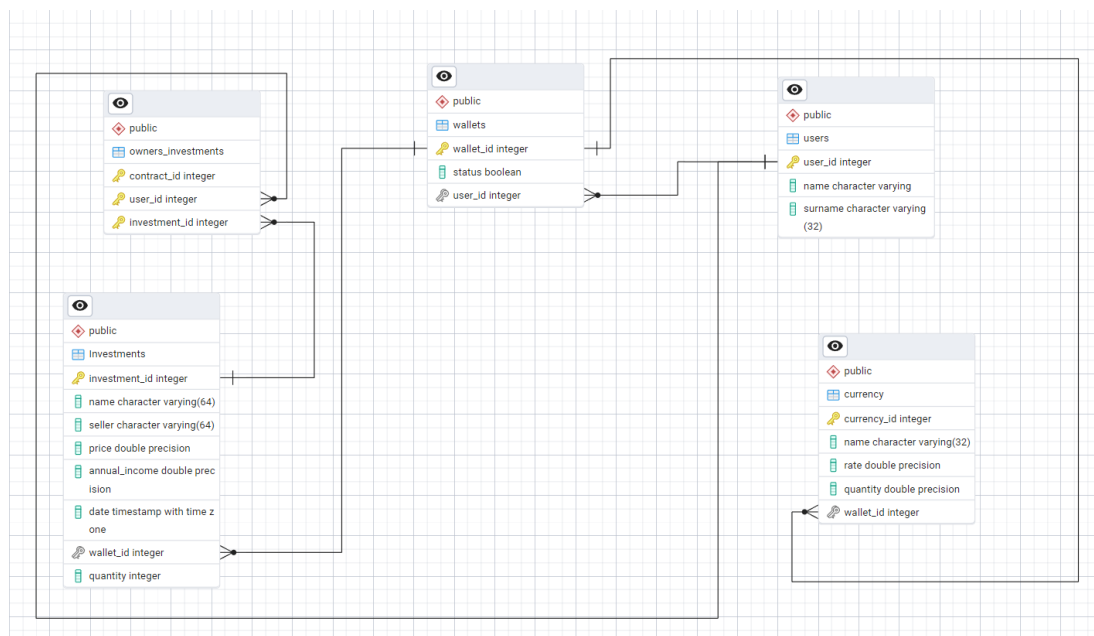 public
owners_investments
contract_id integer
user_id integer
investment_id integer
public
wallets
wallet_id integer
status boolean
user_id integer
public
users
user_id integer
name character varying
surname character varying
(32)
public
Investments
investment_id integer
name character varying(64)
seller character varying(64)
price double precision
annual_income double prec
ision
date timestamp with time z
one
wallet_id integer
quantity integer
public
currency
currency_id integer
name character varying(32)
rate double precision
quantity double precision
wallet_id integer